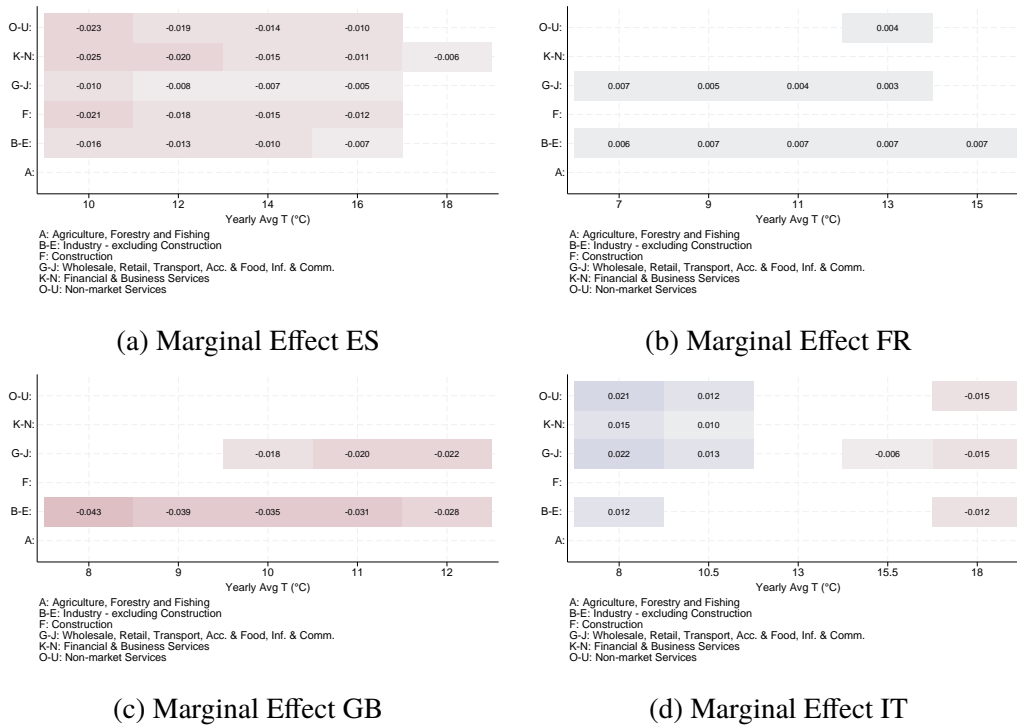 O-U: -0.023 -0.019 -0.014 -0.010
K-N: -0.025 -0.020 -0.015 -0.011 -0.006
G-J: -0.010 -0.008 -0.007 -0.005
F: -0.021 -0.018 -0.015 -0.012
B-E: -0.016 -0.013 -0.010 -0.007
A:
10 12 14 16 18
Yearly Avg T (°C)
A: Agriculture, Forestry and Fishing
B-E: Industry - excluding Construction
F: Construction
G-J: Wholesale, Retail, Transport, Acc. & Food, Inf. & Comm.
K-N: Financial & Business Services
O-U: Non-market Services
(a) Marginal Effect ES
O-U: 0.004
K-N:
G-J: 0.007 0.005 0.004 0.003
F:
B-E: 0.006 0.007 0.007 0.007 0.007
A:
7 9 11 13 15
Yearly Avg T (°C)
A: Agriculture, Forestry and Fishing
B-E: Industry - excluding Construction
F: Construction
G-J: Wholesale, Retail, Transport, Acc. & Food, Inf. & Comm.
K-N: Financial & Business Services
O-U: Non-market Services
(b) Marginal Effect FR
O-U:
K-N:
G-J: -0.018 -0.020 -0.022
F:
B-E: -0.043 -0.039 -0.035 -0.031 -0.028
A:
8 9 10 11 12
Yearly Avg T (°C)
A: Agriculture, Forestry and Fishing
B-E: Industry - excluding Construction
F: Construction
G-J: Wholesale, Retail, Transport, Acc. & Food, Inf. & Comm.
K-N: Financial & Business Services
O-U: Non-market Services
(c) Marginal Effect GB
O-U: 0.021 0.012 -0.015
K-N: 0.015 0.010
G-J: 0.022 0.013 -0.006 -0.015
F:
B-E: 0.012 -0.012
A:
8 10.5 13 15.5 18
Yearly Avg T (°C)
A: Agriculture, Forestry and Fishing
B-E: Industry - excluding Construction
F: Construction
G-J: Wholesale, Retail, Transport, Acc. & Food, Inf. & Comm.
K-N: Financial & Business Services
O-U: Non-market Services
(d) Marginal Effect IT